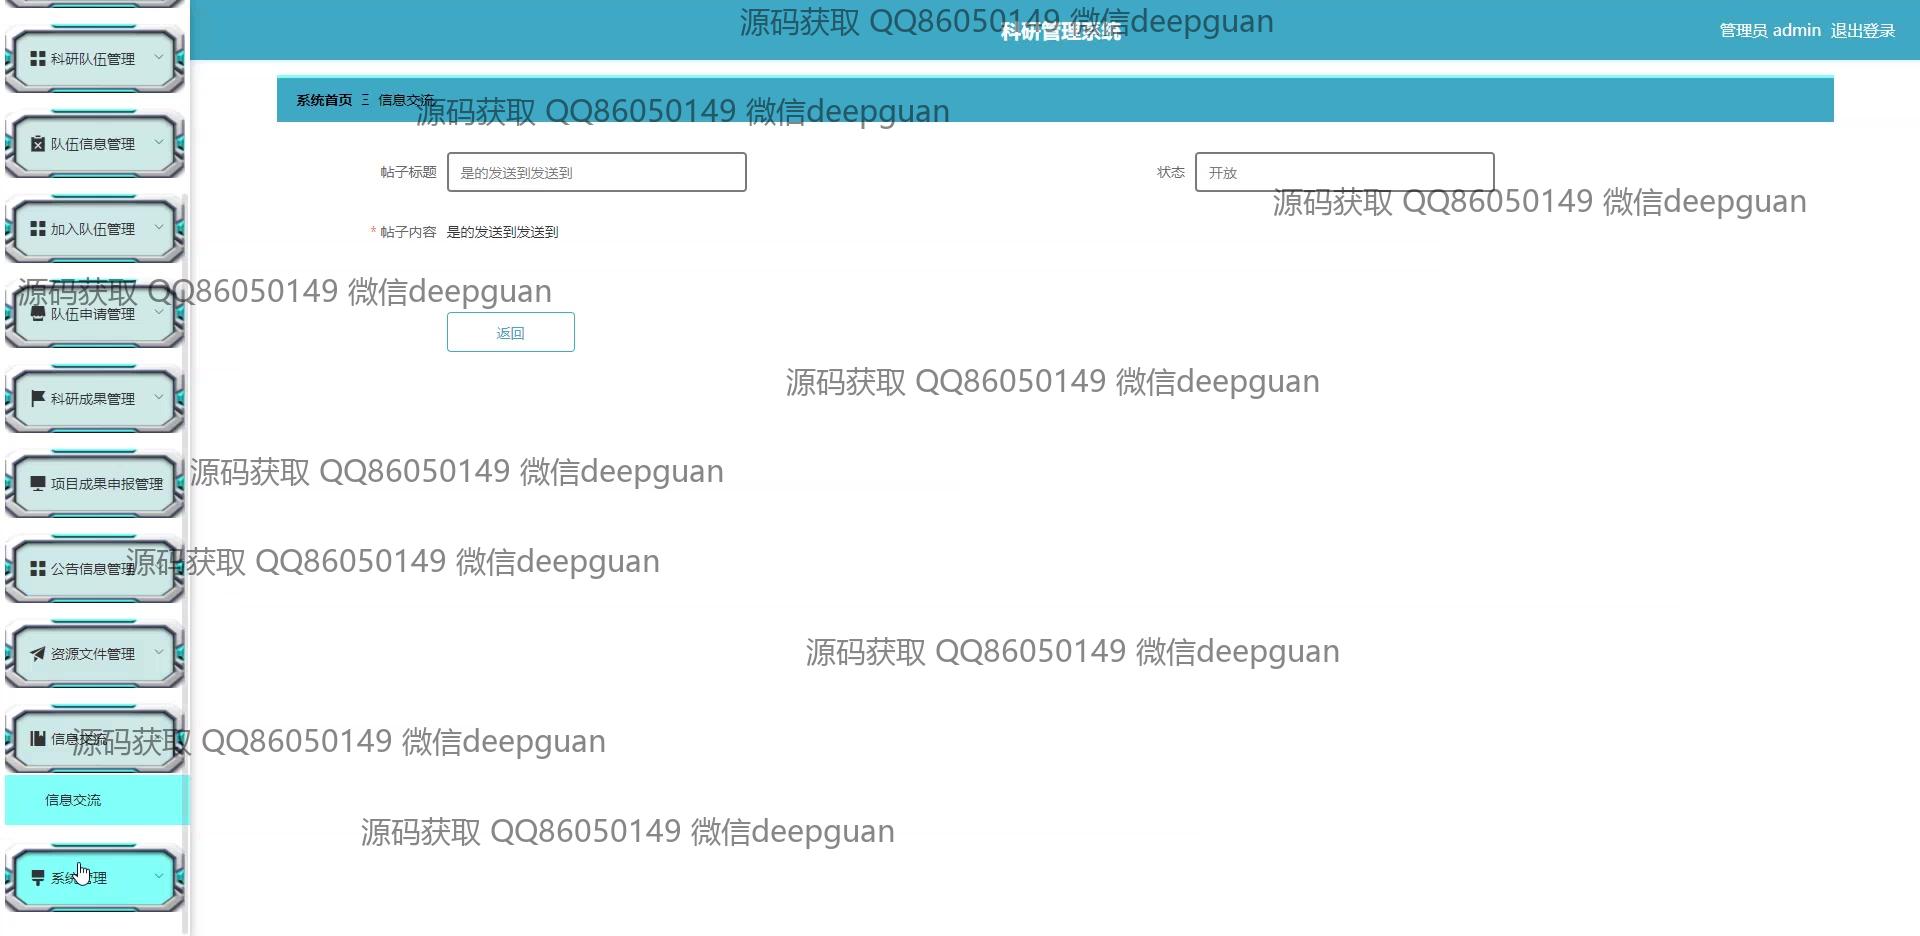 源码获取 QQ86050149 微信deepguan
科研管理系统
管理员 admin 退出登录
系统首页 Ξ 信息交流
源码获取 QQ86050149 微信deepguan
帖子标题 是的发送到发送到
状态 开放
源码获取 QQ86050149 微信deepguan
* 帖子内容 是的发送到发送到
源码获取 QQ86050149 微信deepguan
返回
源码获取 QQ86050149 微信deepguan
源码获取 QQ86050149 微信deepguan
源码获取 QQ86050149 微信deepguan
源码获取 QQ86050149 微信deepguan
源码获取 QQ86050149 微信deepguan
源码获取 QQ86050149 微信deepguan
科研队伍管理
队伍信息管理
加入队伍管理
队伍申请管理
科研成果管理
项目成果申报管理
公告信息管理
资源文件管理
信息交流
信息交流
系统管理